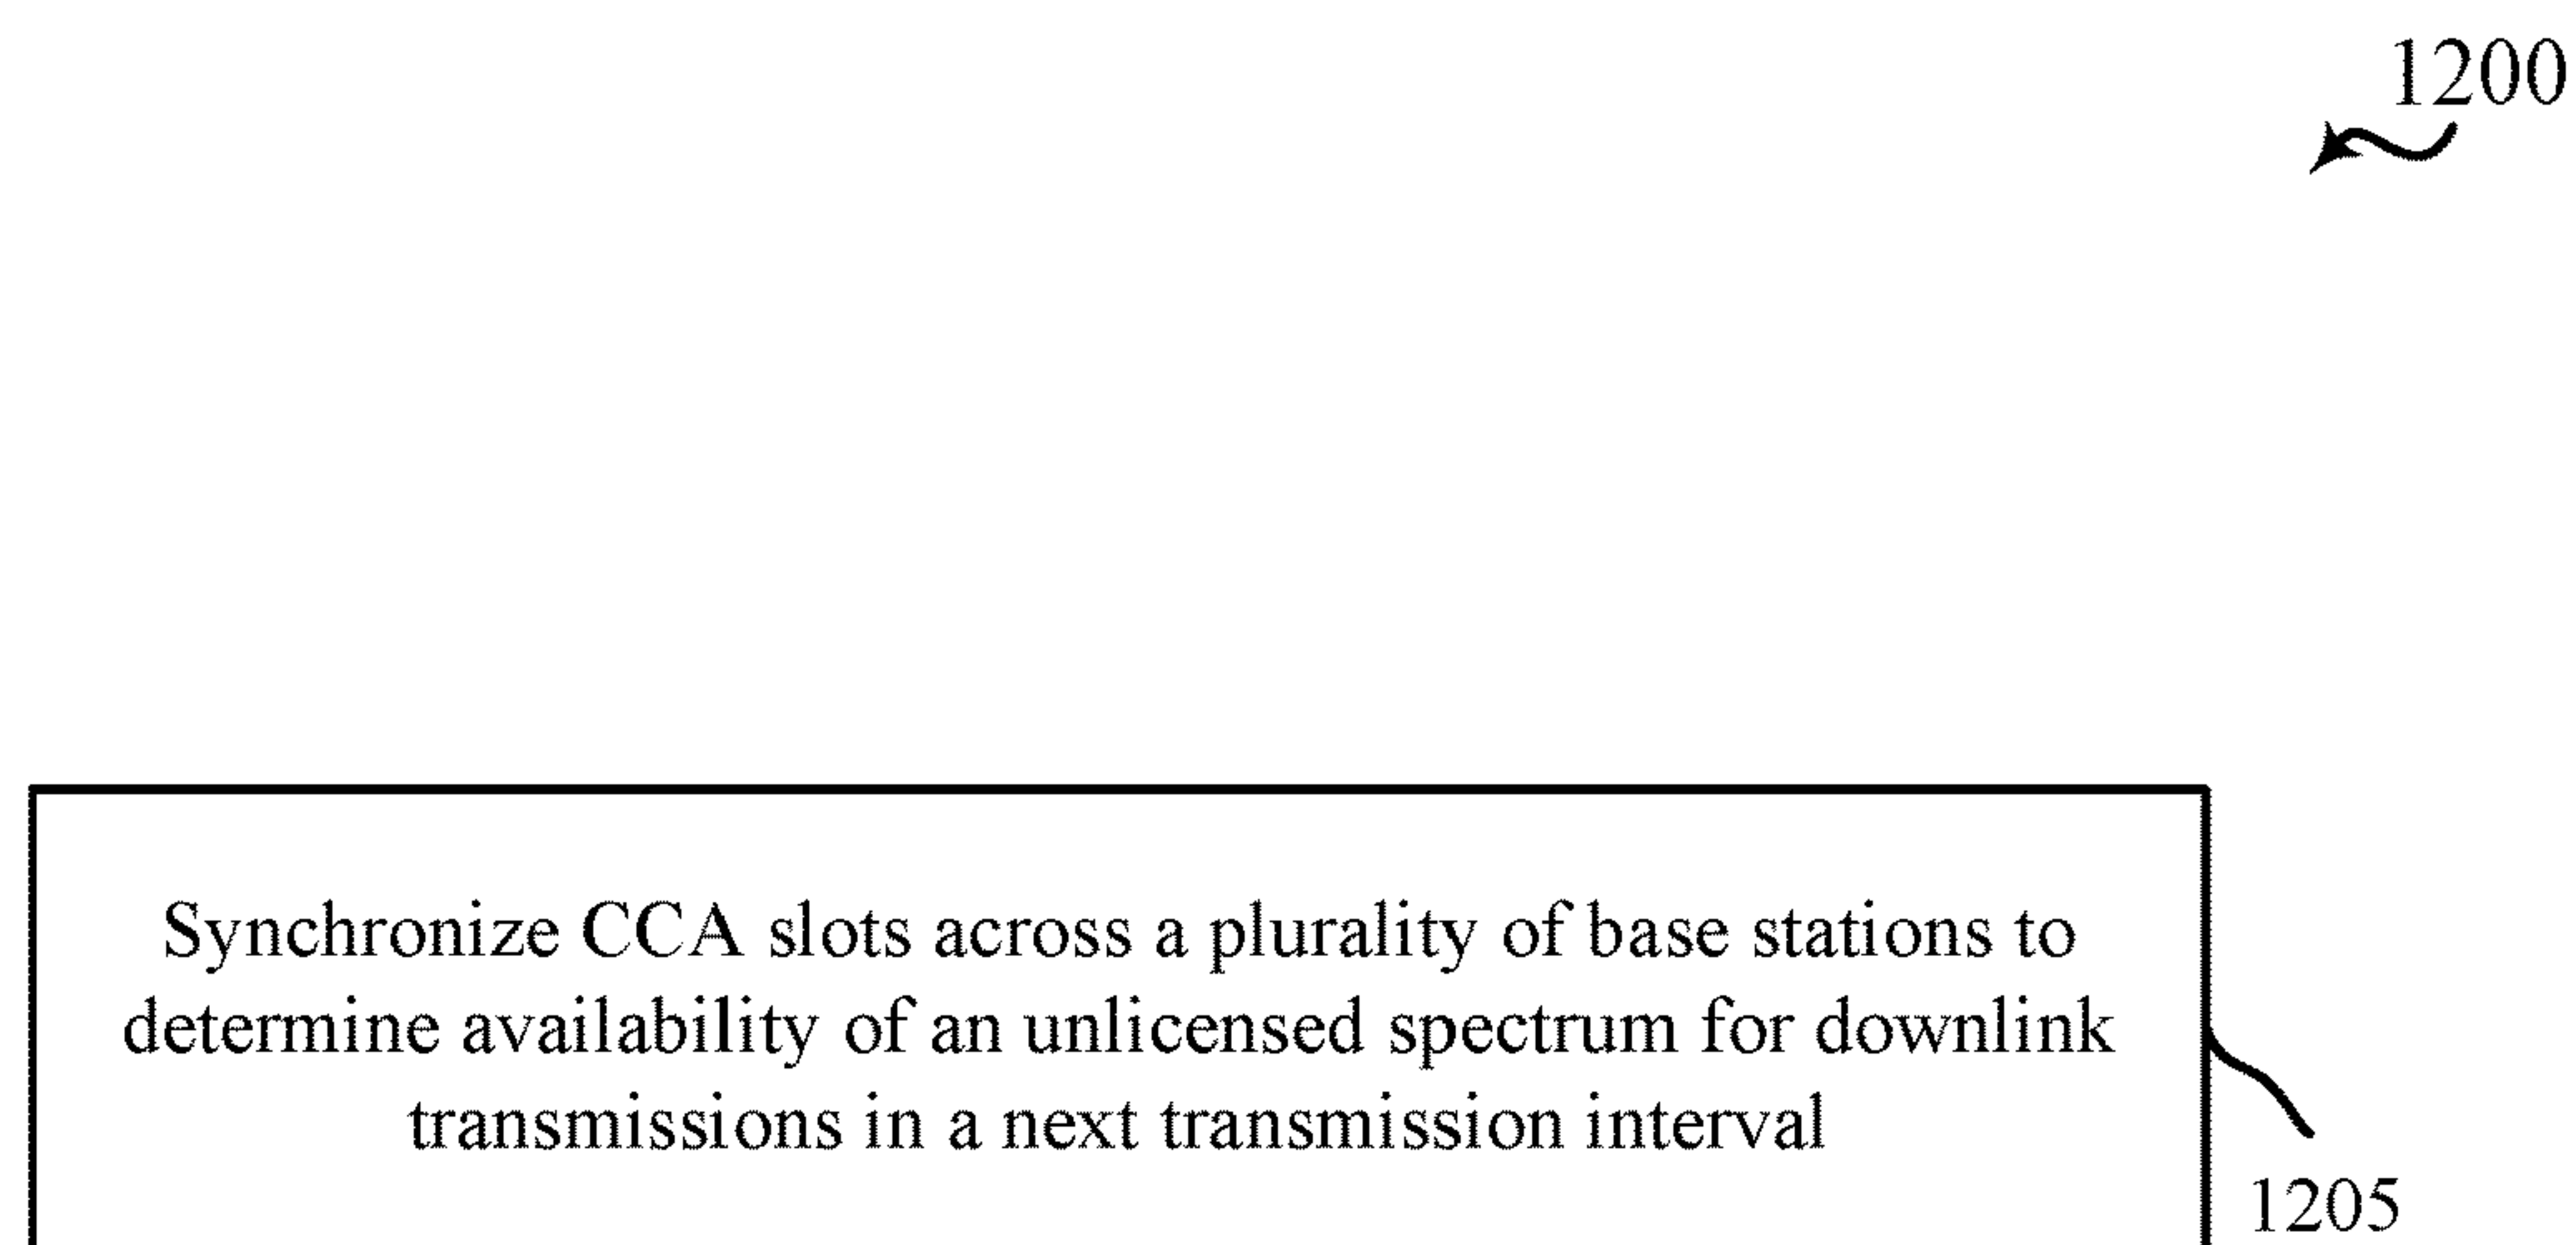 1200
Synchronize CCA slots across a plurality of base stations to
determine availability of an unlicensed spectrum for downlink
transmissions in a next transmission interval
1205